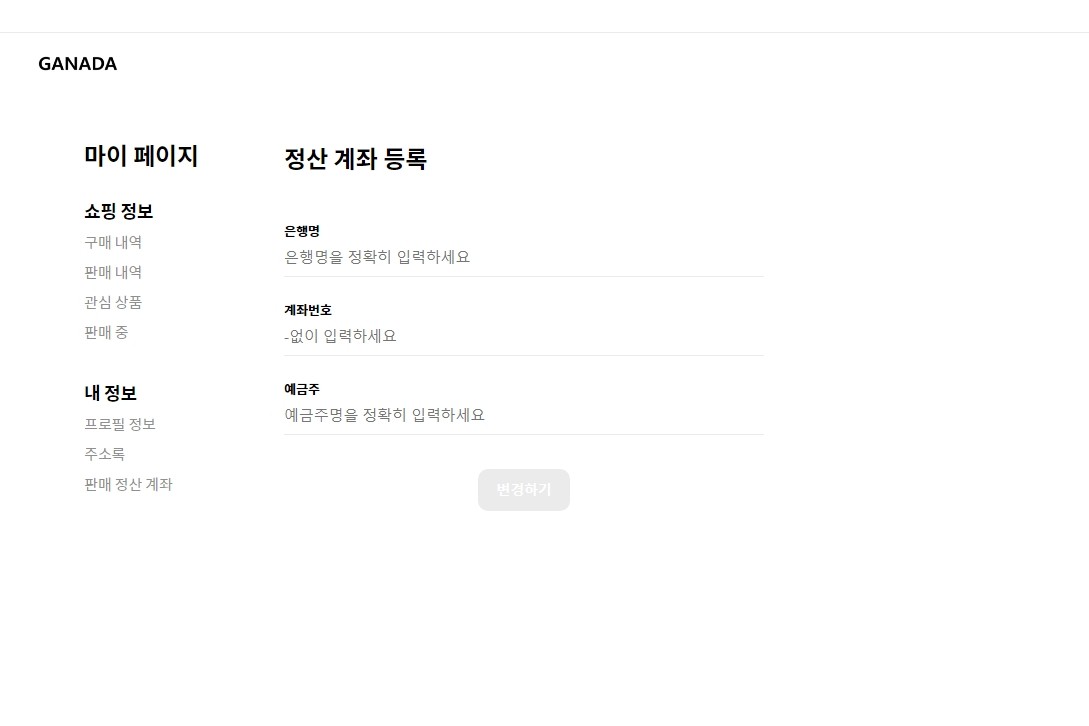 GANADA
마이 페이지
쇼핑 정보
구매 내역
판매 내역
관심 상품
판매 중
내 정보
프로필 정보
주소록
판매 정산 계좌
정산 계좌 등록
은행명
은행명을 정확히 입력하세요
계좌번호
-없이 입력하세요
예금주
예금주명을 정확히 입력하세요
변경하기